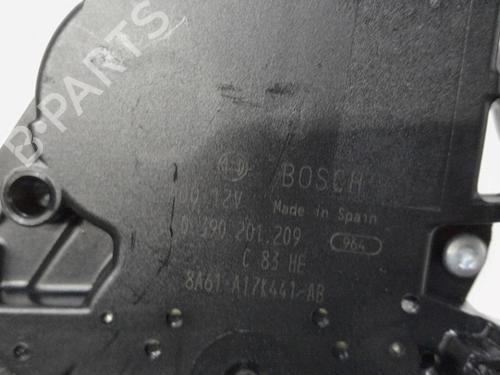 B-PARTS
BOSCH
12V Made in Spain
0 390 201 209 964
C 83 HE
8A61-A17K441-AB